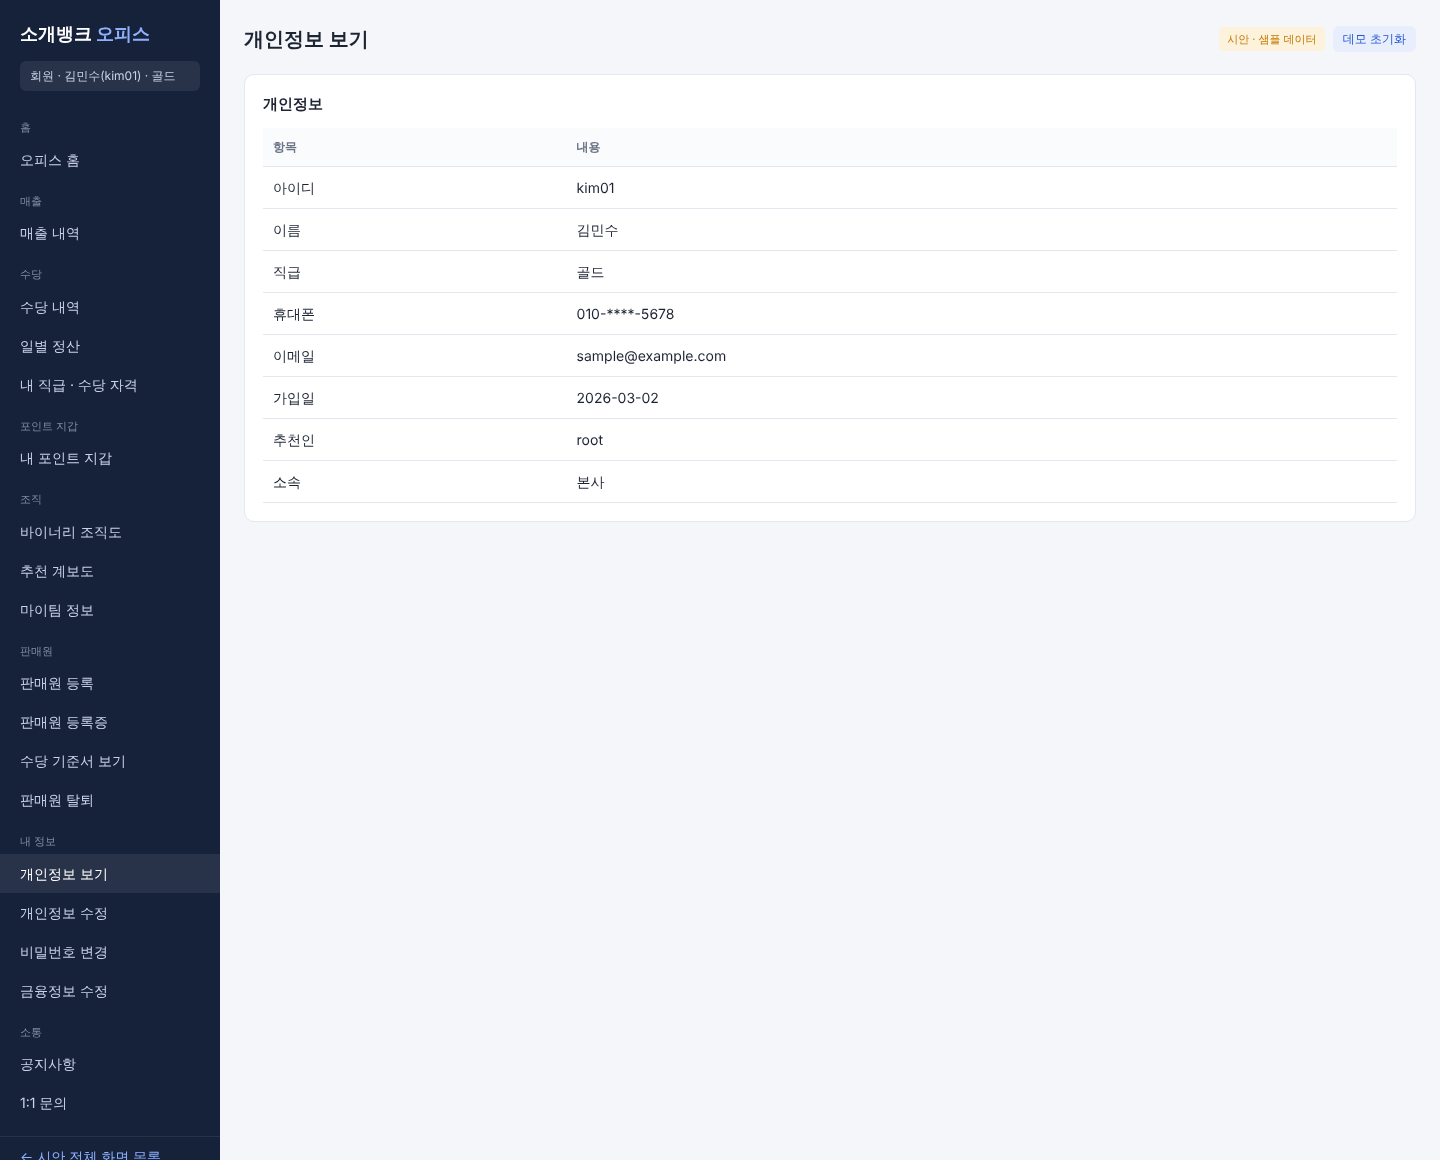 소개뱅크 오피스
회원 · 김민수(kim01) · 골드
홈
오피스 홈
매출
매출 내역
수당
수당 내역
일별 정산
내 직급 · 수당 자격
포인트 지갑
내 포인트 지갑
조직
바이너리 조직도
추천 계보도
마이팀 정보
판매원
판매원 등록
판매원 등록증
수당 기준서 보기
판매원 탈퇴
내 정보
개인정보 보기
개인정보 수정
비밀번호 변경
금융정보 수정
소통
공지사항
1:1 문의
← 시안 전체 화면 목록
개인정보 보기
시안 · 샘플 데이터
데모 초기화
개인정보
항목 내용
아이디 kim01
이름 김민수
직급 골드
휴대폰 010-****-5678
이메일 sample@example.com
가입일 2026-03-02
추천인 root
소속 본사